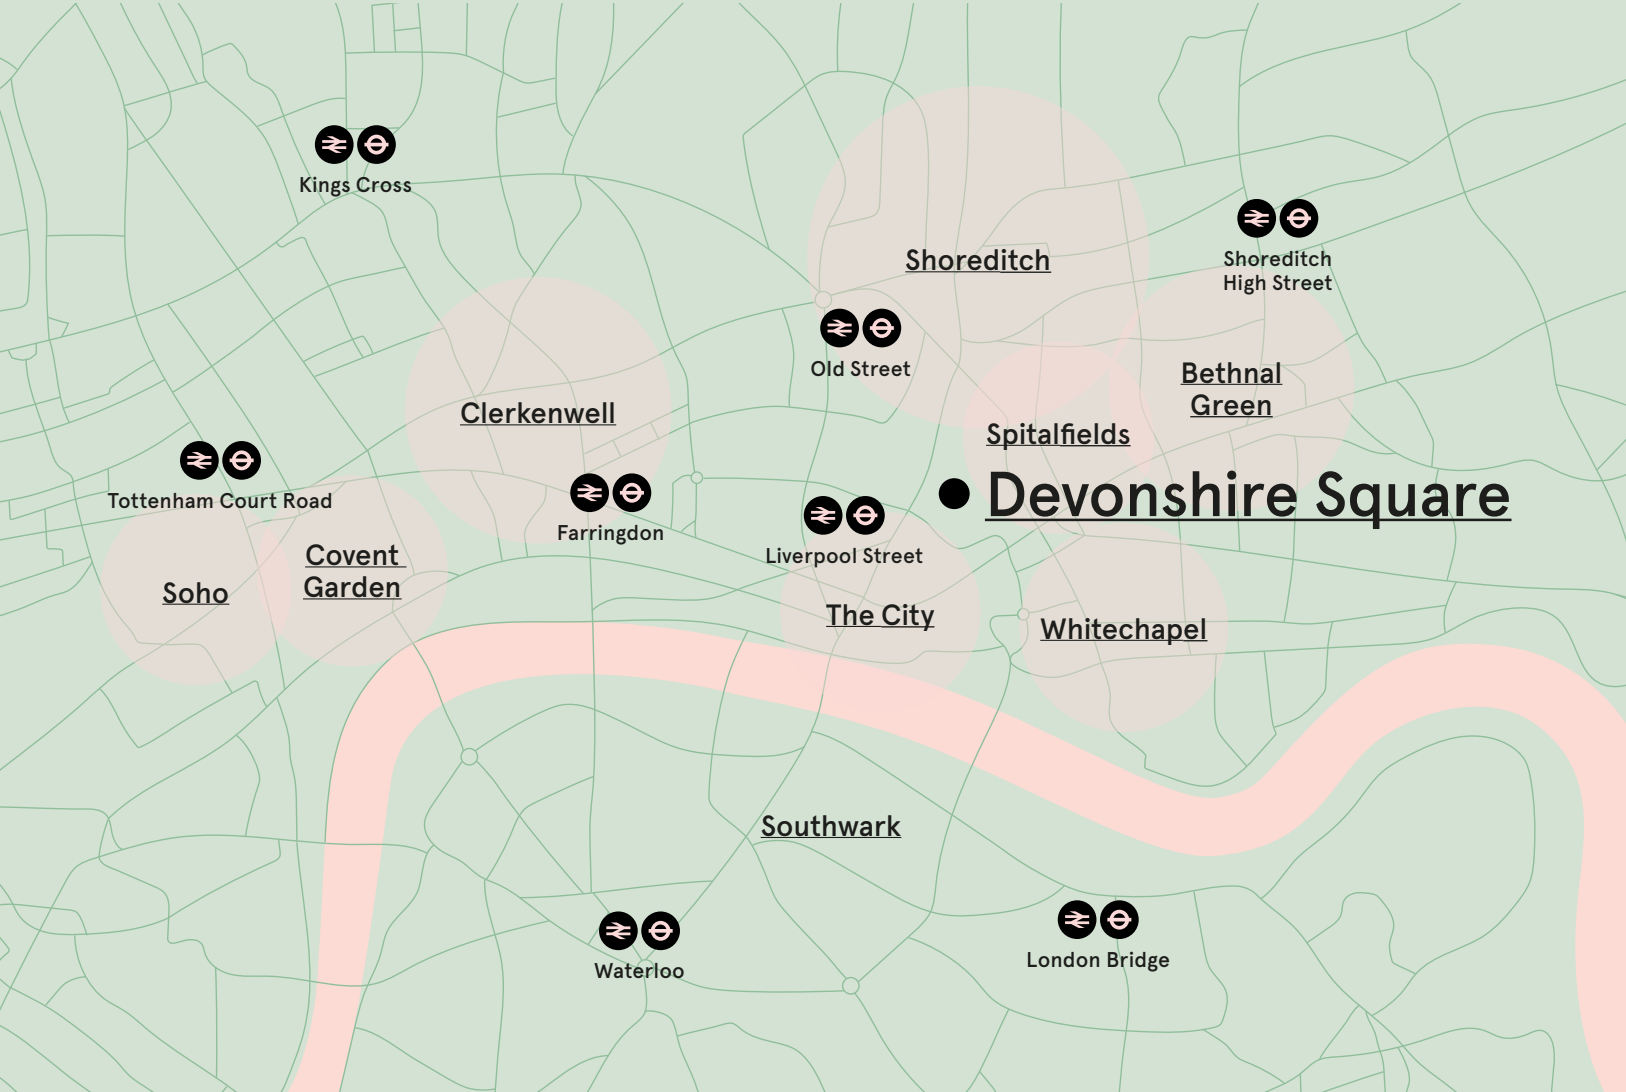 Kings Cross
Shoreditch
High Street
Shoreditch
Old Street
Bethnal
Green
Clerkenwell
Spitalfields
Tottenham Court Road
Devonshire Square
Farringdon
Liverpool Street
Covent
Garden
Soho
The City
Whitechapel
Southwark
Waterloo
London Bridge